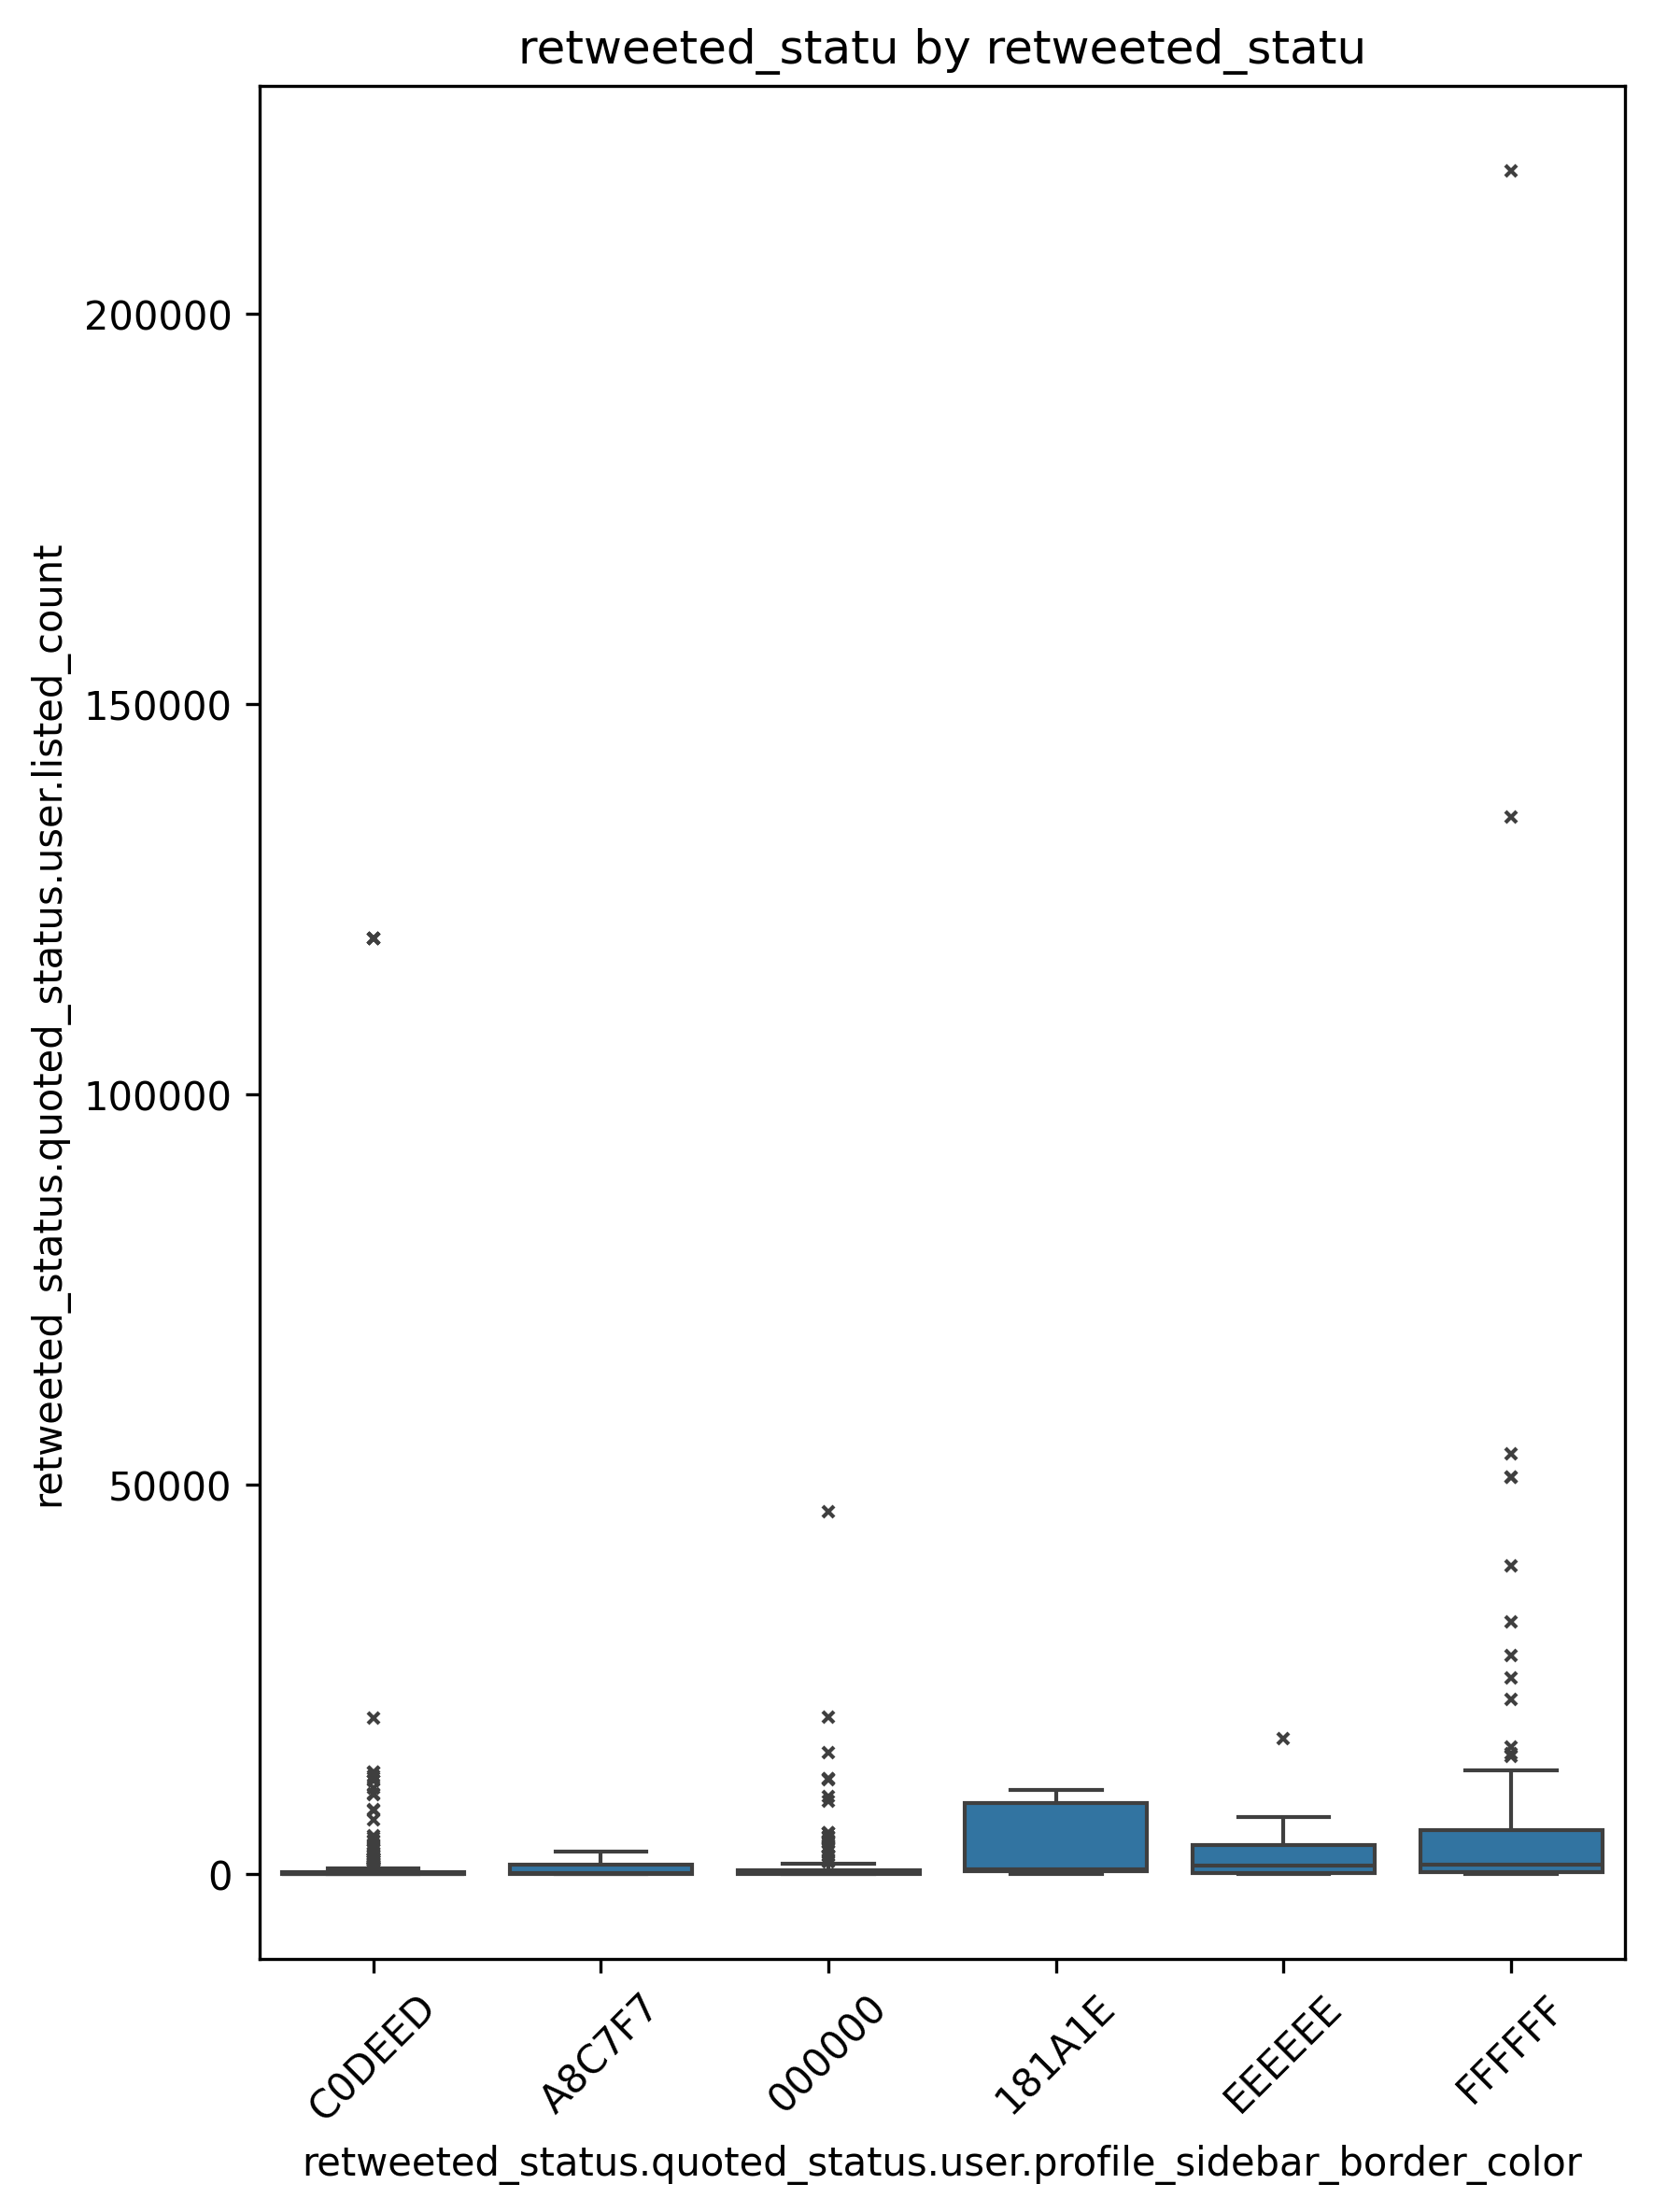 retweeted_statu by retweeted_statu
retweeted_status.quoted_status.user.listed_count
200000
150000
100000
50000
0
C0DEED
A8C7F7
000000
181A1E
EEEEEE
FFFFFF
retweeted_status.quoted_status.user.profile_sidebar_border_color